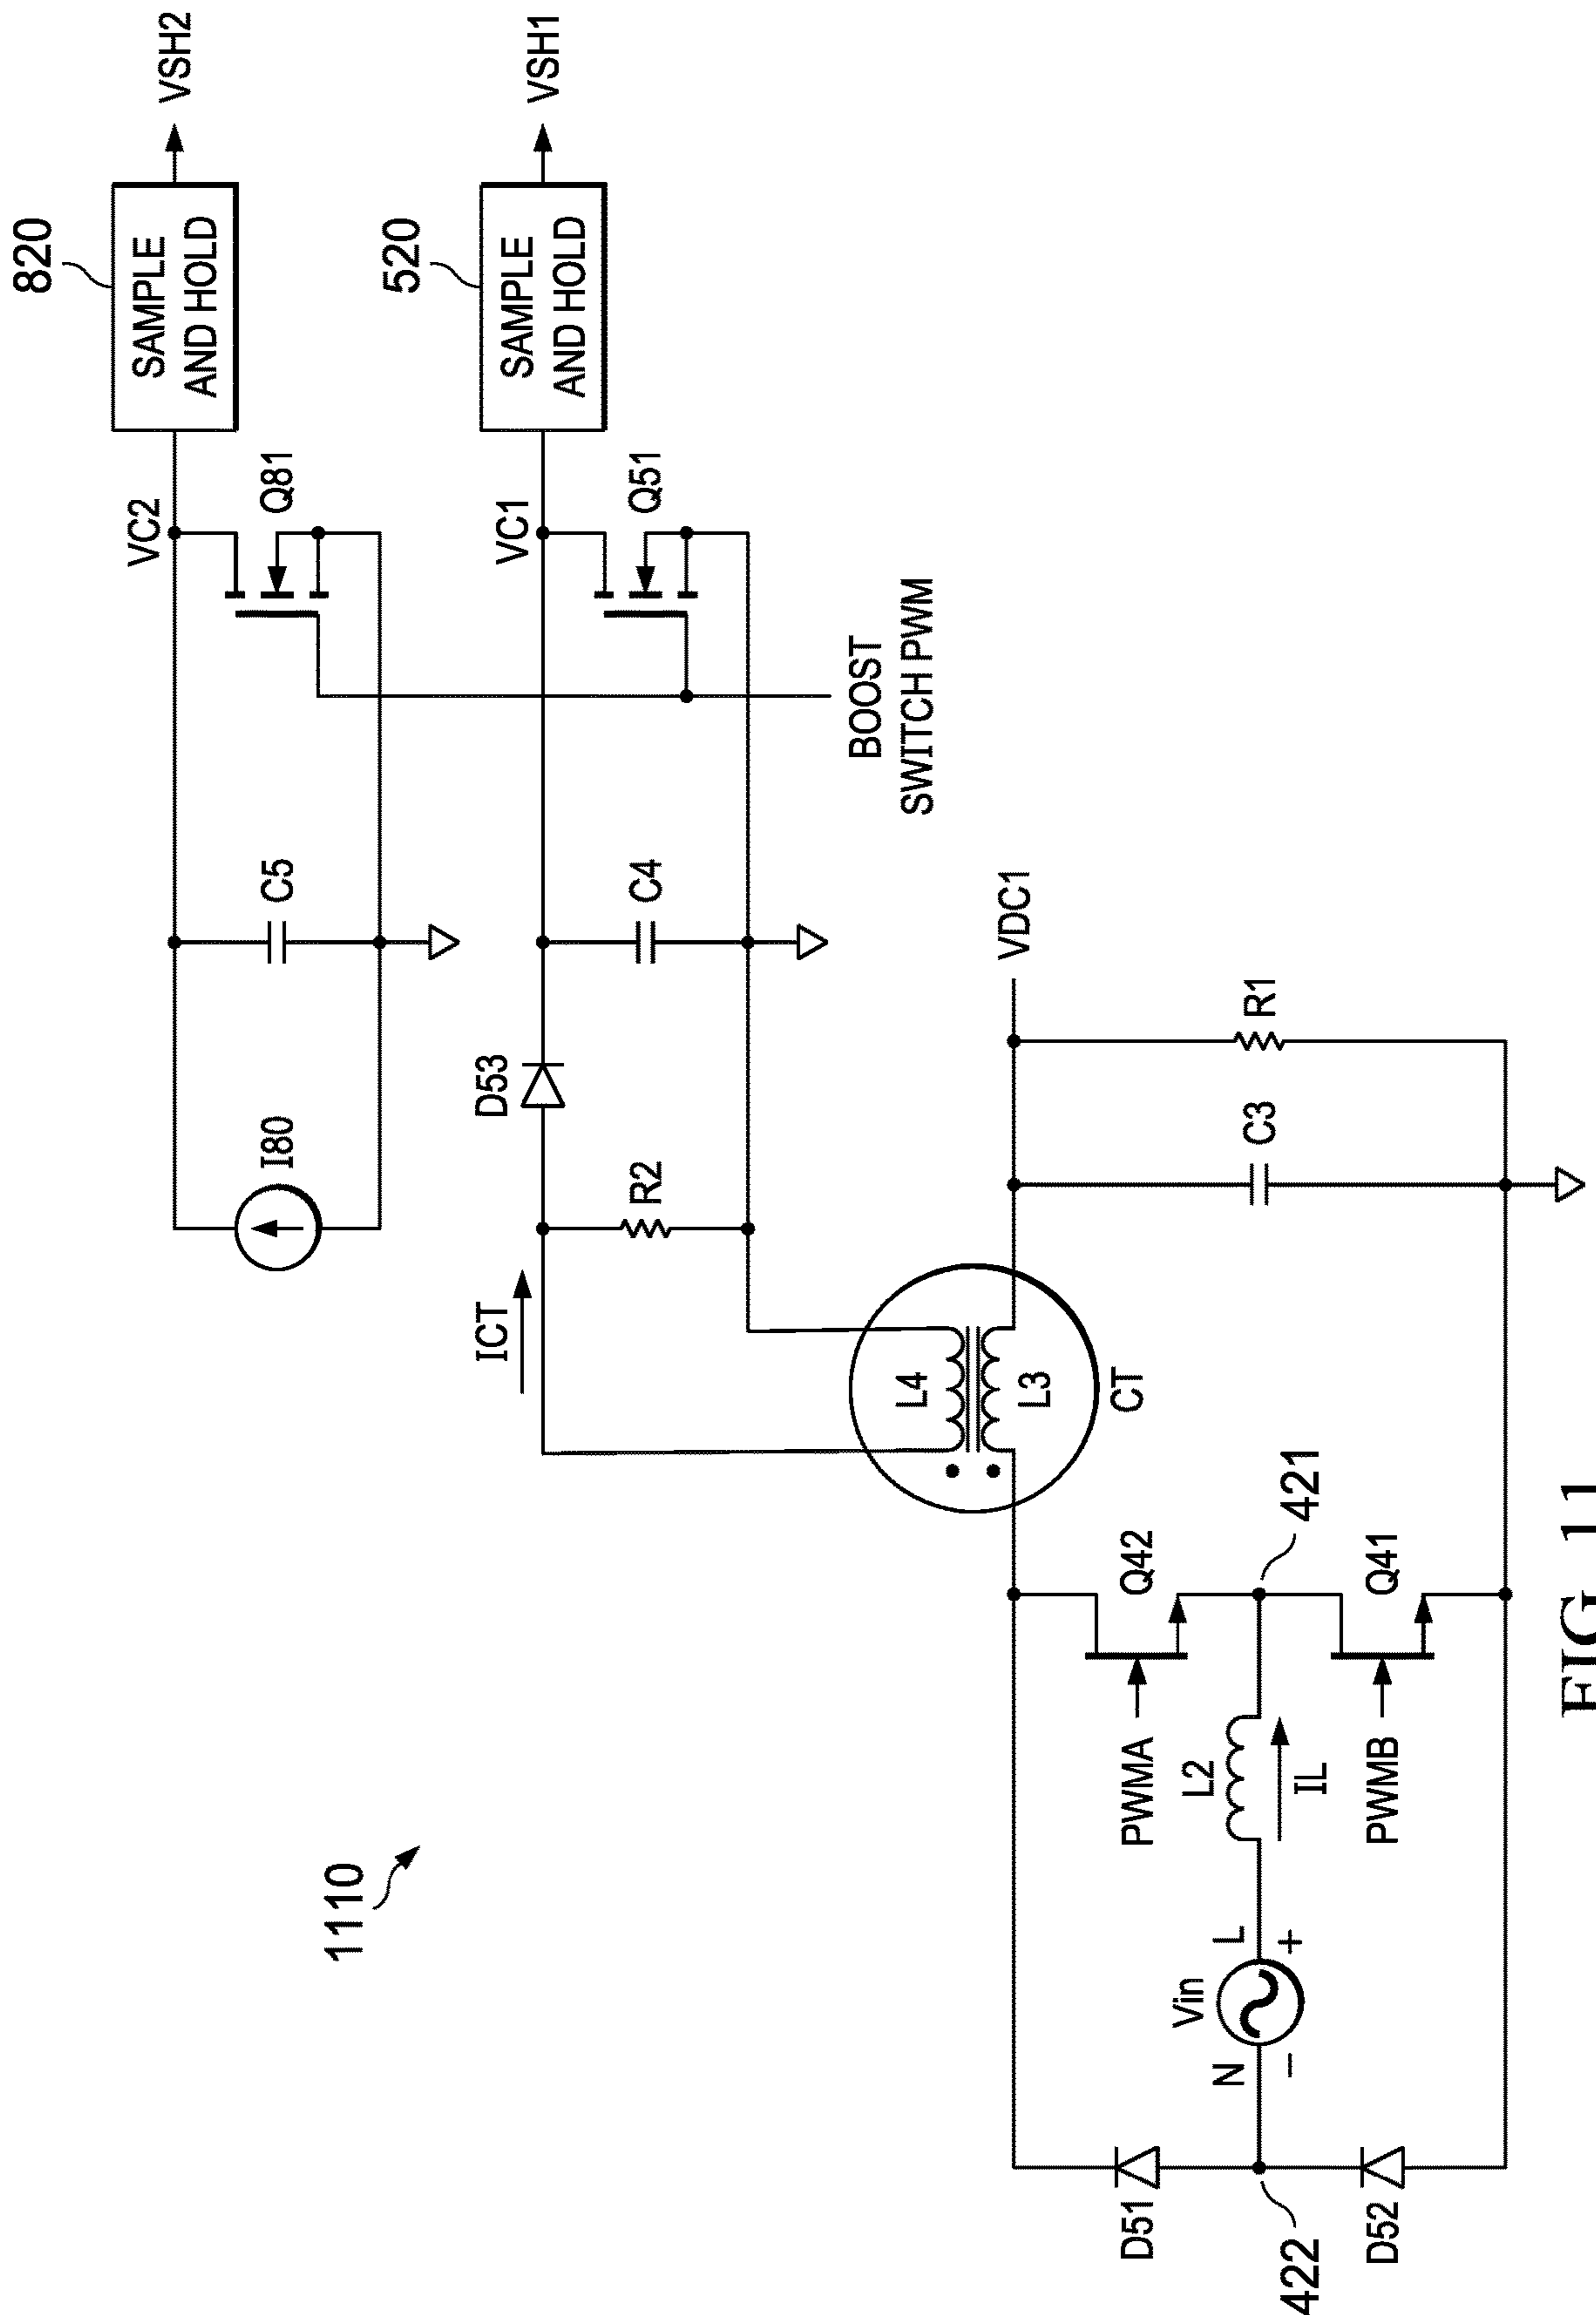 1110
820
SAMPLE
AND HOLD
VSH2
VC2
Q81
C5
I80
520
SAMPLE
AND HOLD
VSH1
VC1
Q51
BOOST
SWITCH PWM
C4
D53
R2
ICT
L4
L3
CT
VDC1
R1
C3
Q42
421
Q41
PWMA
PWMB
L2
IL
Vin
L
+
N
−
D51
D52
422
FIG. 11